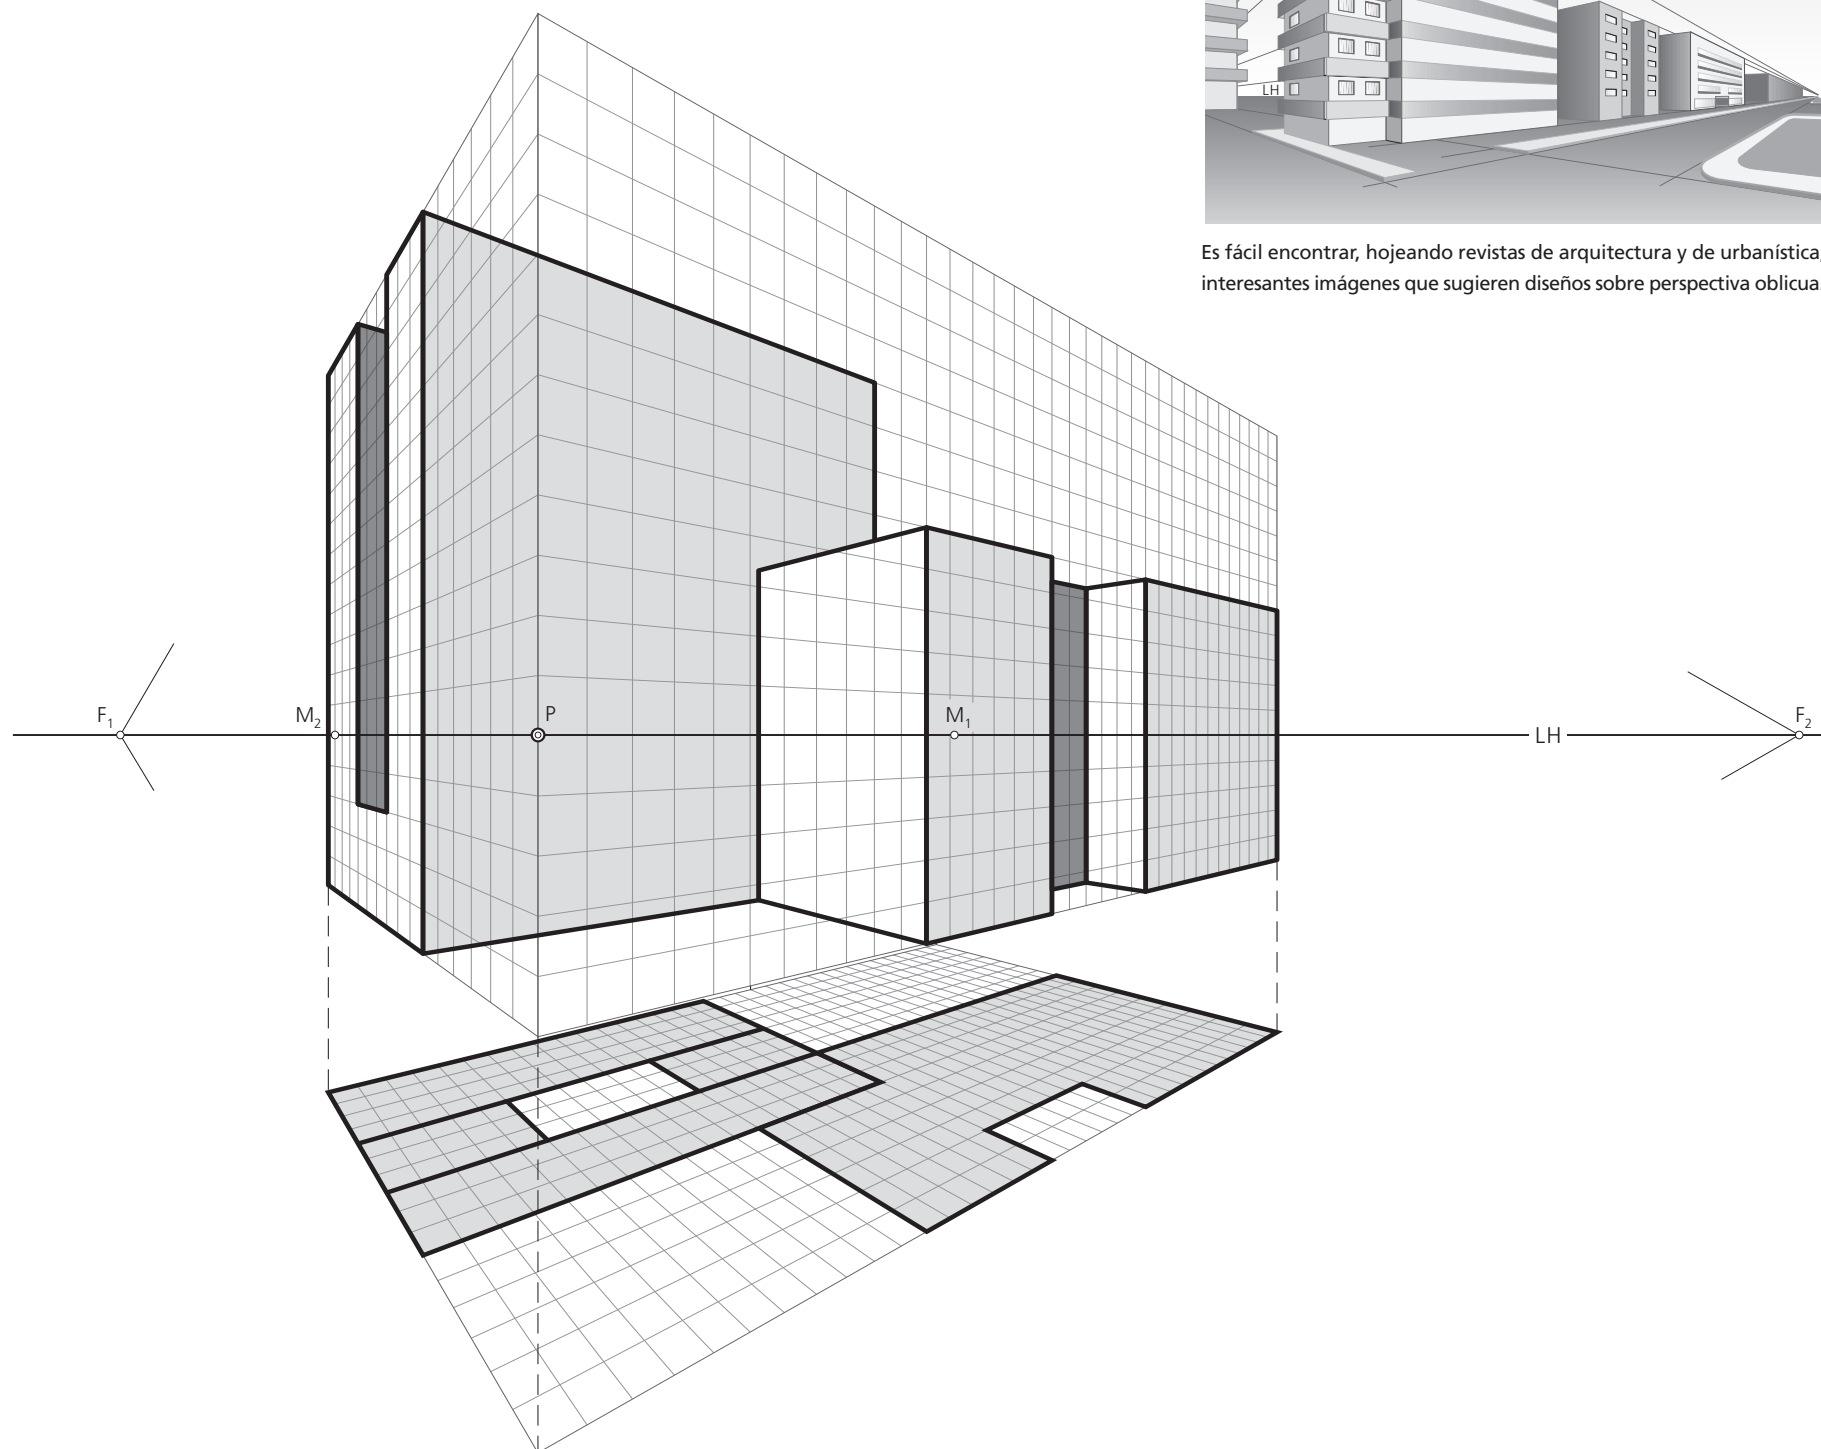 LH
Es fácil encontrar, hojeando revistas de arquitectura y de urbanística,
interesantes imágenes que sugieren diseños sobre perspectiva oblicua.
F1 M2 P M1 LH F2